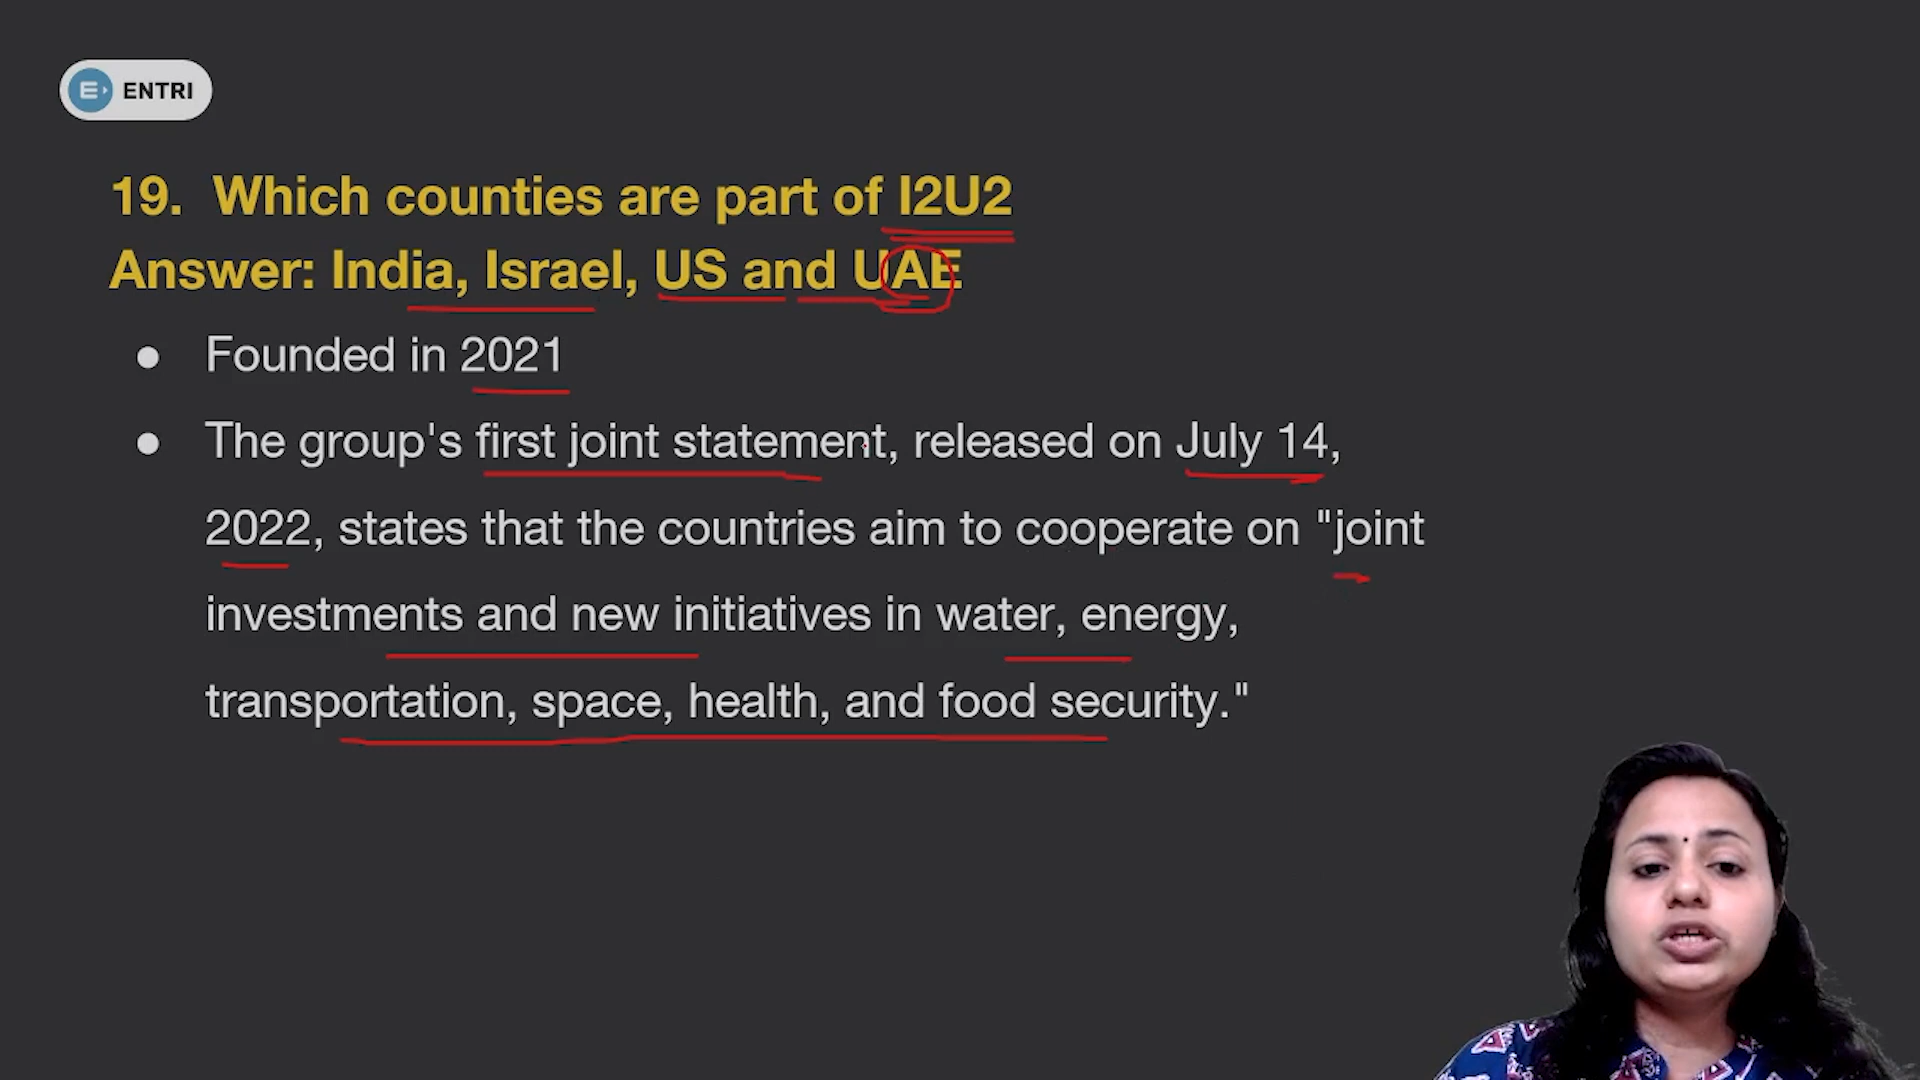 ENTRI
19. Which counties are part of I2U2
Answer: India, Israel, US and UAE
● Founded in 2021
● The group's first joint statement, released on July 14,
2022, states that the countries aim to cooperate on "joint
investments and new initiatives in water, energy,
transportation, space, health, and food security."